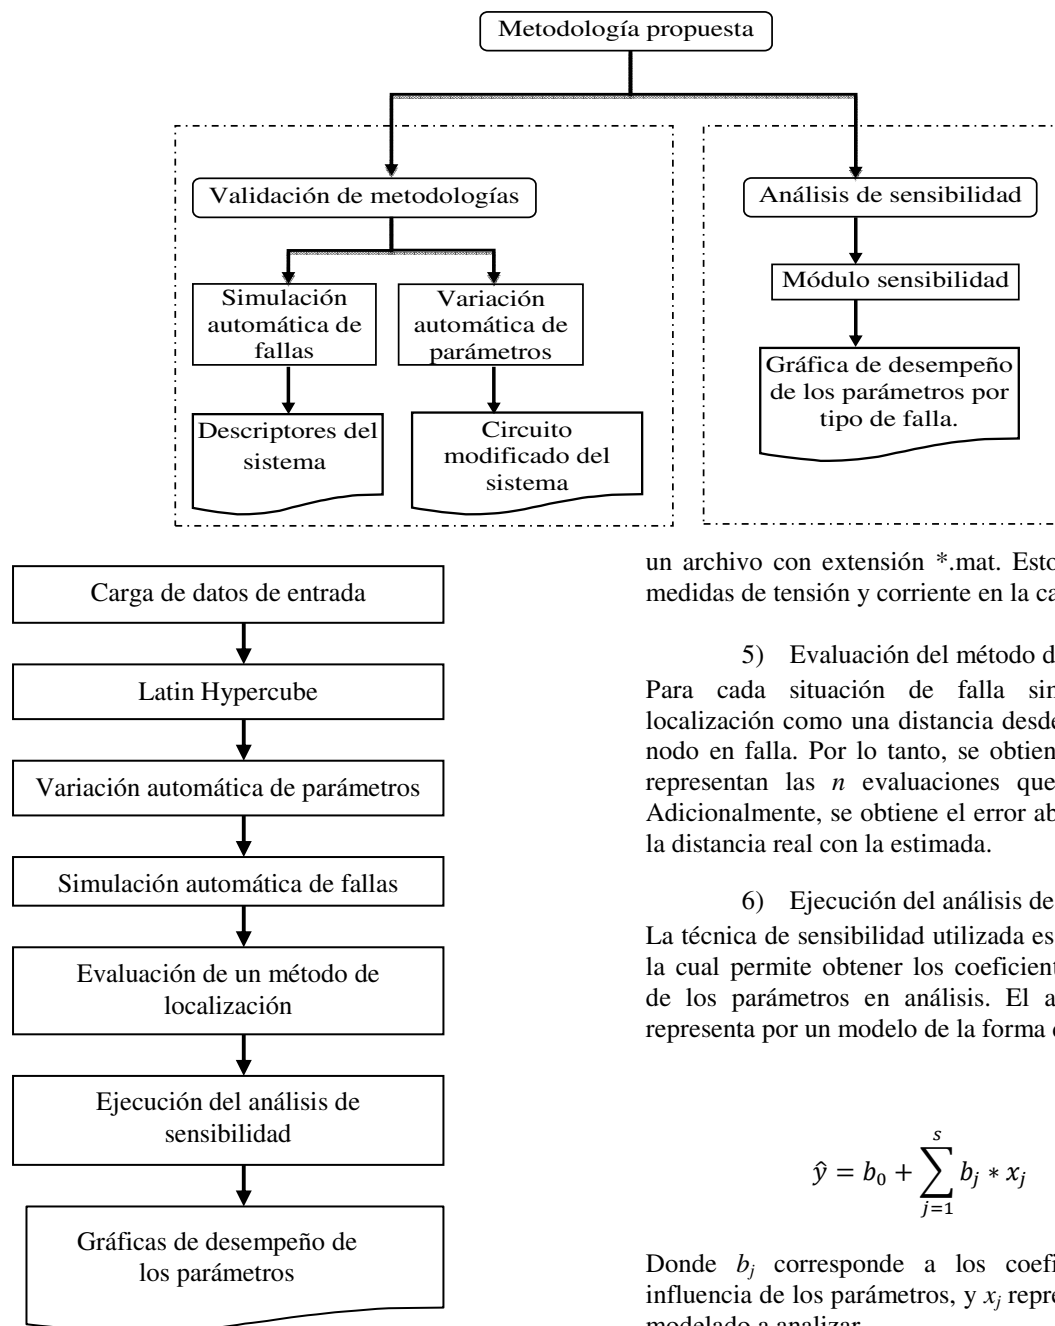 Metodología propuesta
Validación de metodologías
Simulación
automática de
fallas
Variación
automática de
parámetros
Descriptores del
sistema
Circuito
modificado del
sistema
Análisis de sensibilidad
Módulo sensibilidad
Gráfica de desempeño
de los parámetros por
tipo de falla.
Carga de datos de entrada
Latin Hypercube
Variación automática de parámetros
Simulación automática de fallas
Evaluación de un método de
localización
Ejecución del análisis de
sensibilidad
Gráficas de desempeño de
los parámetros
un archivo con extensión *.mat. Esto
medidas de tensión y corriente en la ca
5) Evaluación del método d
Para cada situación de falla sim
localización como una distancia desde
nodo en falla. Por lo tanto, se obtien
representan las n evaluaciones que
Adicionalmente, se obtiene el error ab
la distancia real con la estimada.
6) Ejecución del análisis de
La técnica de sensibilidad utilizada es
la cual permite obtener los coeficient
de los parámetros en análisis. El a
representa por un modelo de la forma
ŷ = b₀ + ∑ⱼ₌₁ˢ bⱼ * xⱼ
Donde bⱼ corresponde a los coefi
influencia de los parámetros, y xⱼ repre
modelado a analizar